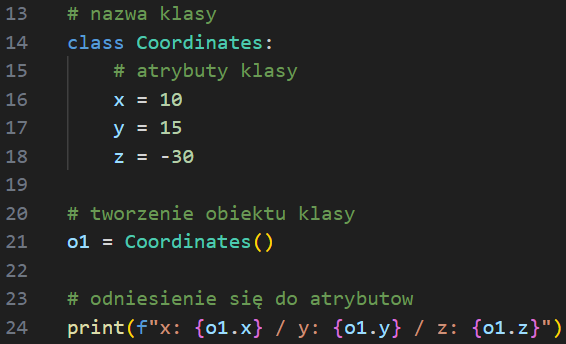 13 # nazwa klasy
14 class Coordinates:
15     # atrybuty klasy
16     x = 10
17     y = 15
18     z = -30
19
20 # tworzenie obiektu klasy
21 o1 = Coordinates()
22
23 # odniesienie się do atrybutow
24 print(f"x: {o1.x} / y: {o1.y} / z: {o1.z}")